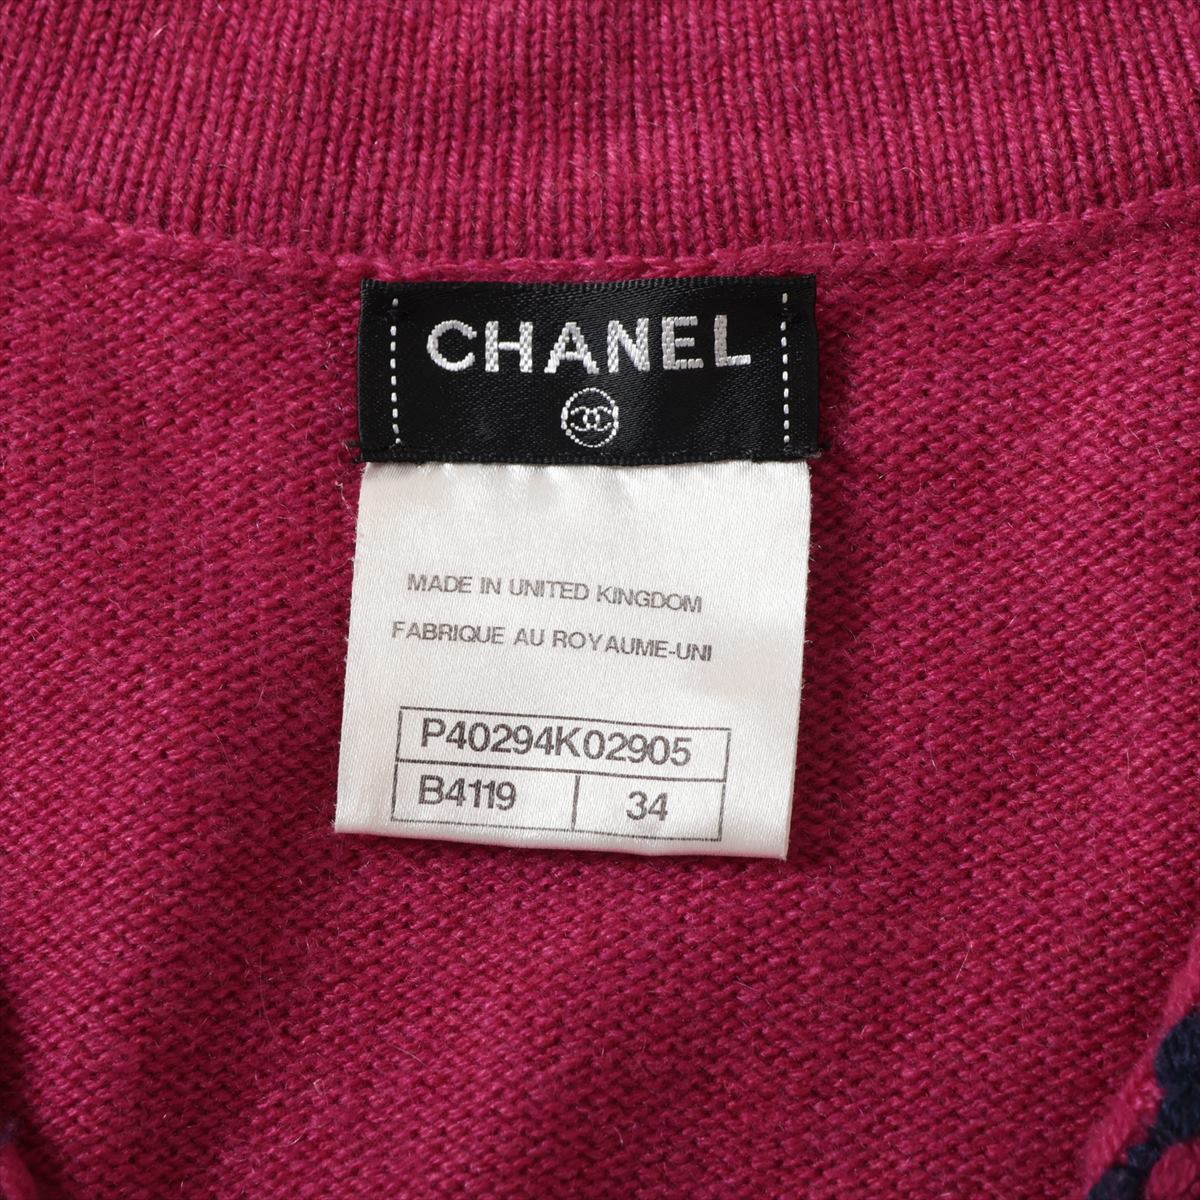 CHANEL
MADE IN UNITED KINGDOM
FABRIQUE AU ROYAUME-UNI
P40294K02905
B4119 34